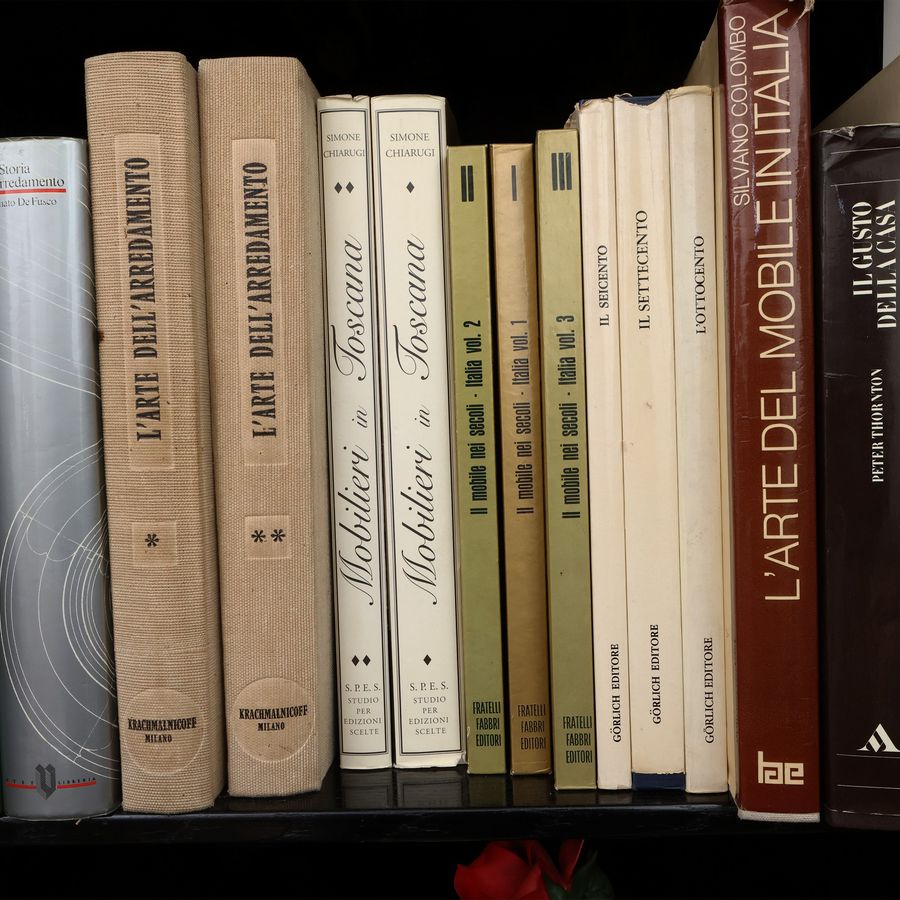 Storia
rredamento
nato De Fusco
UTET LIBRERIA
L'ARTE DELL'ARREDAMENTO
*
KRACHMALNICOFF
MILANO
L'ARTE DELL'ARREDAMENTO
**
KRACHMALNICOFF
MILANO
SIMONE
CHIARUGI
Mobilieri in Toscana
S.P.E.S.
STUDIO
PER
EDIZIONI
SCELTE
SIMONE
CHIARUGI
Mobilieri in Toscana
S.P.E.S.
STUDIO
PER
EDIZIONI
SCELTE
II
Il mobile nei secoli - Italia vol. 2
FRATELLI
FABBRI
EDITORI
I
Il mobile nei secoli - Italia vol. 1
FRATELLI
FABBRI
EDITORI
III
Il mobile nei secoli - Italia vol. 3
FRATELLI
FABBRI
EDITORI
IL SEICENTO
GÖRLICH EDITORE
IL SETTECENTO
GÖRLICH EDITORE
L'OTTOCENTO
GÖRLICH EDITORE
SILVANO COLOMBO
L'ARTE DEL MOBILE IN ITALIA
IL GUSTO
DELLA CASA
PETER THORNTON